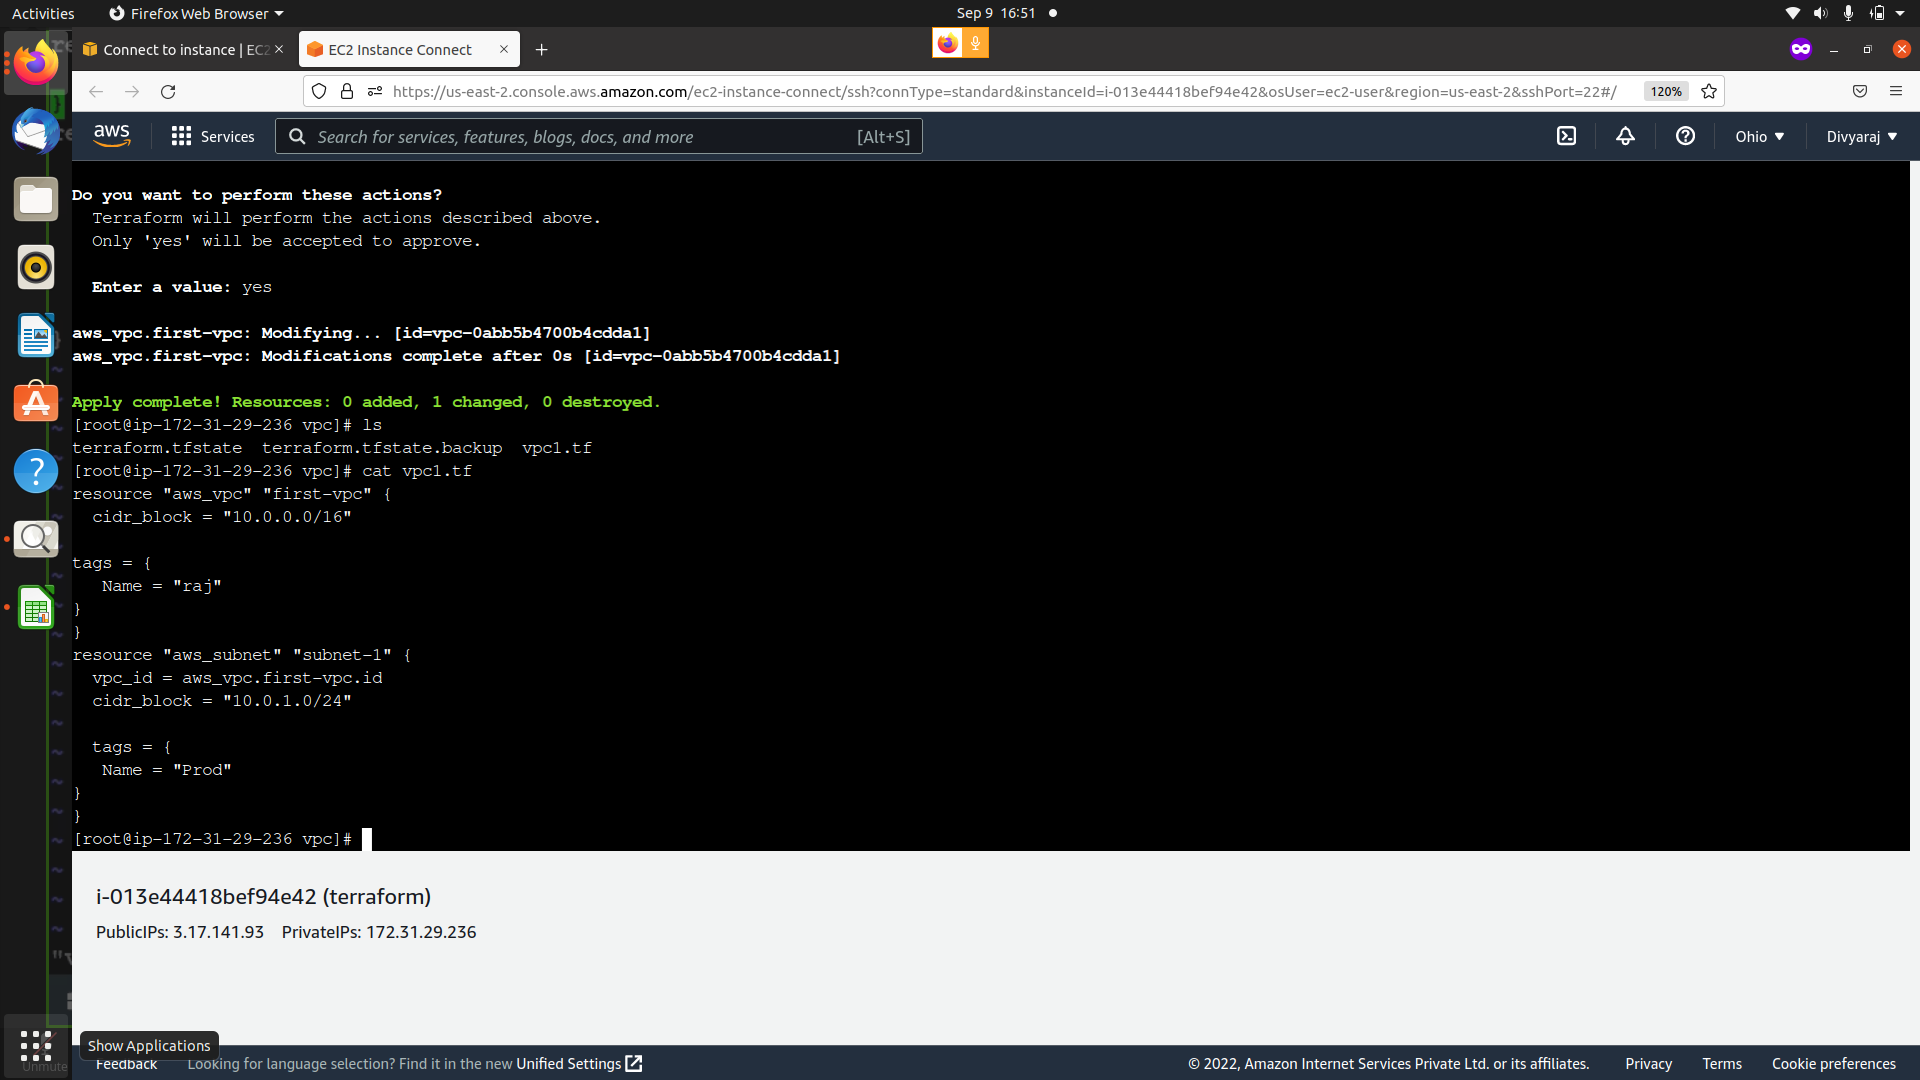 Activities
Firefox Web Browser
Sep 9 16:51
Connect to instance | EC2
EC2 Instance Connect
https://us-east-2.console.aws.amazon.com/ec2-instance-connect/ssh?connType=standard&instanceId=i-013e44418bef94e42&osUser=ec2-user&region=us-east-2&sshPort=22#/
120%
aws
Services
Search for services, features, blogs, docs, and more
[Alt+S]
Ohio
Divyaraj
Do you want to perform these actions?
Terraform will perform the actions described above.
Only 'yes' will be accepted to approve.
Enter a value: yes
aws_vpc.first-vpc: Modifying... [id=vpc-0abb5b4700b4cdda1]
aws_vpc.first-vpc: Modifications complete after 0s [id=vpc-0abb5b4700b4cdda1]
Apply complete! Resources: 0 added, 1 changed, 0 destroyed.
[root@ip-172-31-29-236 vpc]# ls
terraform.tfstate  terraform.tfstate.backup  vpc1.tf
[root@ip-172-31-29-236 vpc]# cat vpc1.tf
resource "aws_vpc" "first-vpc" {
cidr_block = "10.0.0.0/16"
tags = {
Name = "raj"
}
}
resource "aws_subnet" "subnet-1" {
vpc_id = aws_vpc.first-vpc.id
cidr_block = "10.0.1.0/24"
tags = {
Name = "Prod"
}
}
[root@ip-172-31-29-236 vpc]#
i-013e44418bef94e42 (terraform)
PublicIPs: 3.17.141.93    PrivateIPs: 172.31.29.236
Show Applications
Unmute
Feedback
Looking for language selection? Find it in the new Unified Settings
© 2022, Amazon Internet Services Private Ltd. or its affiliates.
Privacy
Terms
Cookie preferences